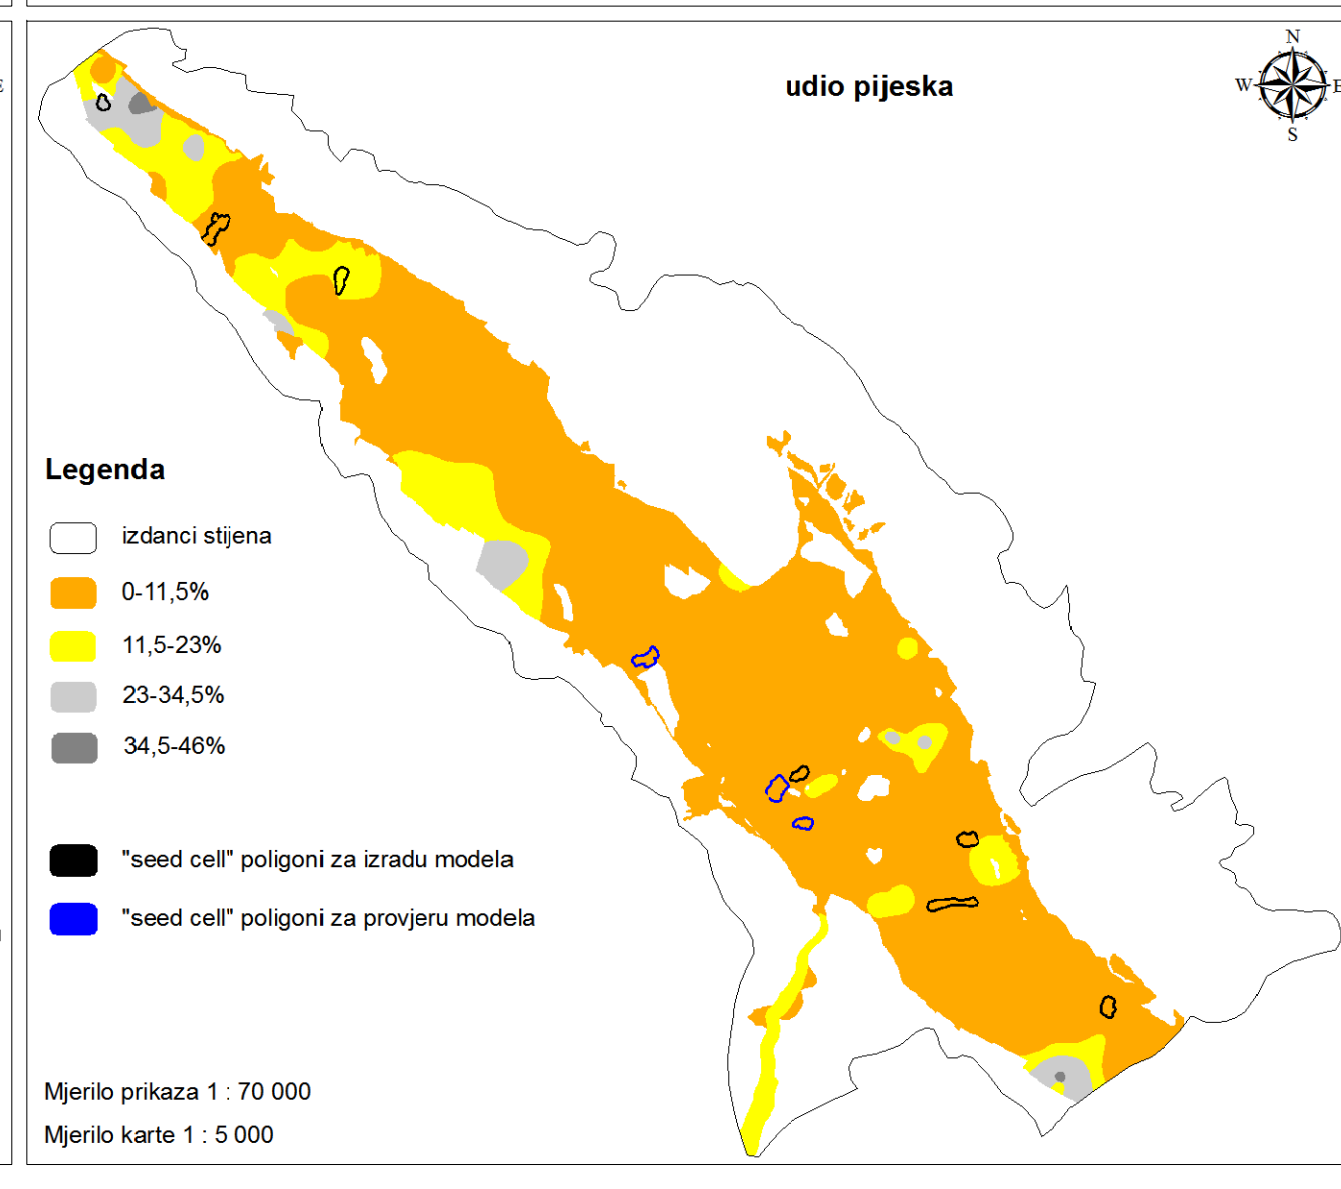 udio pijeska
N
W
E
S
E
Legenda
izdanci stijena
0-11,5%
11,5-23%
23-34,5%
34,5-46%
"seed cell" poligoni za izradu modela
"seed cell" poligoni za provjeru modela
Mjerilo prikaza 1 : 70 000
Mjerilo karte 1 : 5 000